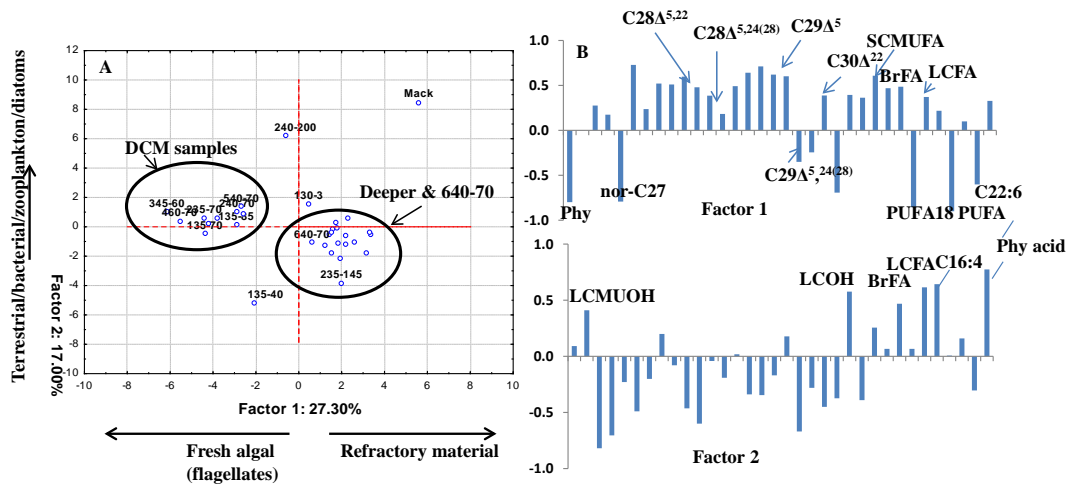 Terrestrial/bacterial/zooplankton/diatoms
Factor 2: 17.00%
A
12
10
8
6
4
2
0
-2
-4
-6
-8
-10
-10
-8
-6
-4
-2
0
2
4
6
8
10
Mack
240-200
DCM samples
130-3
Deeper & 640-70
345-60
460-70
235-70
540-70
240-70
135-70
640-70
235-145
135-40
Factor 1: 27.30%
Fresh algal
(flagellates)
Refractory material
B
1.0
0.5
0.0
-0.5
-1.0
C28Δ5,22
C28Δ5,24(28)
C29Δ5
C30Δ22
SCMUFA
BrFA
LCFA
C29Δ5,24(28)
Phy
nor-C27
PUFA18
PUFA
C22:6
Factor 1
1.0
0.5
0.0
-0.5
-1.0
LCMUOH
LCOH
BrFA
LCFA
C16:4
Phy acid
Factor 2